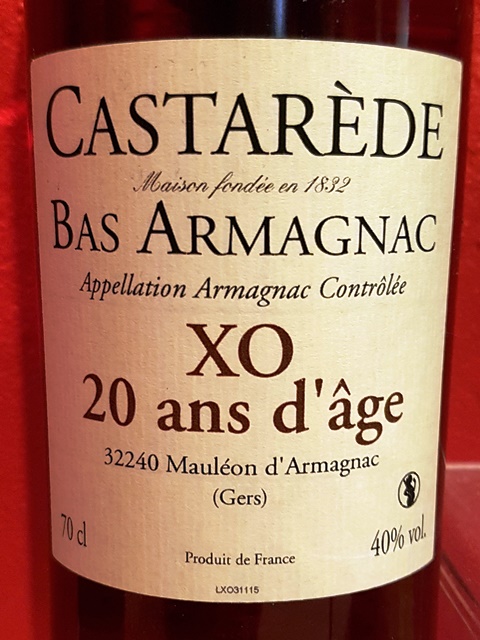 CASTARÈDE
Maison fondée en 1832
BAS ARMAGNAC
Appellation Armagnac Contrôlée
XO
20 ans d'âge
32240 Mauléon d'Armagnac
(Gers)
70 cl
40% vol.
Produit de France
LXO31115